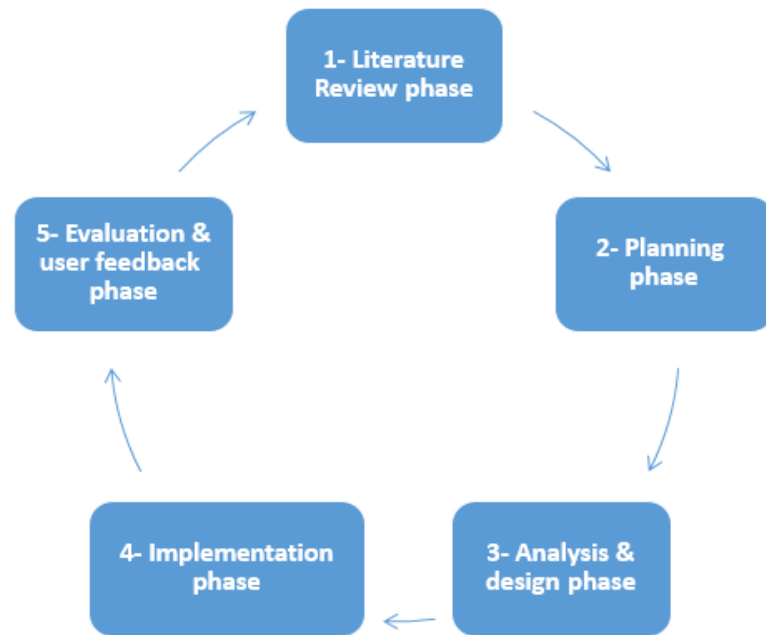 1- Literature
Review phase
2- Planning
phase
3- Analysis &
design phase
4- Implementation
phase
5- Evaluation &
user feedback
phase